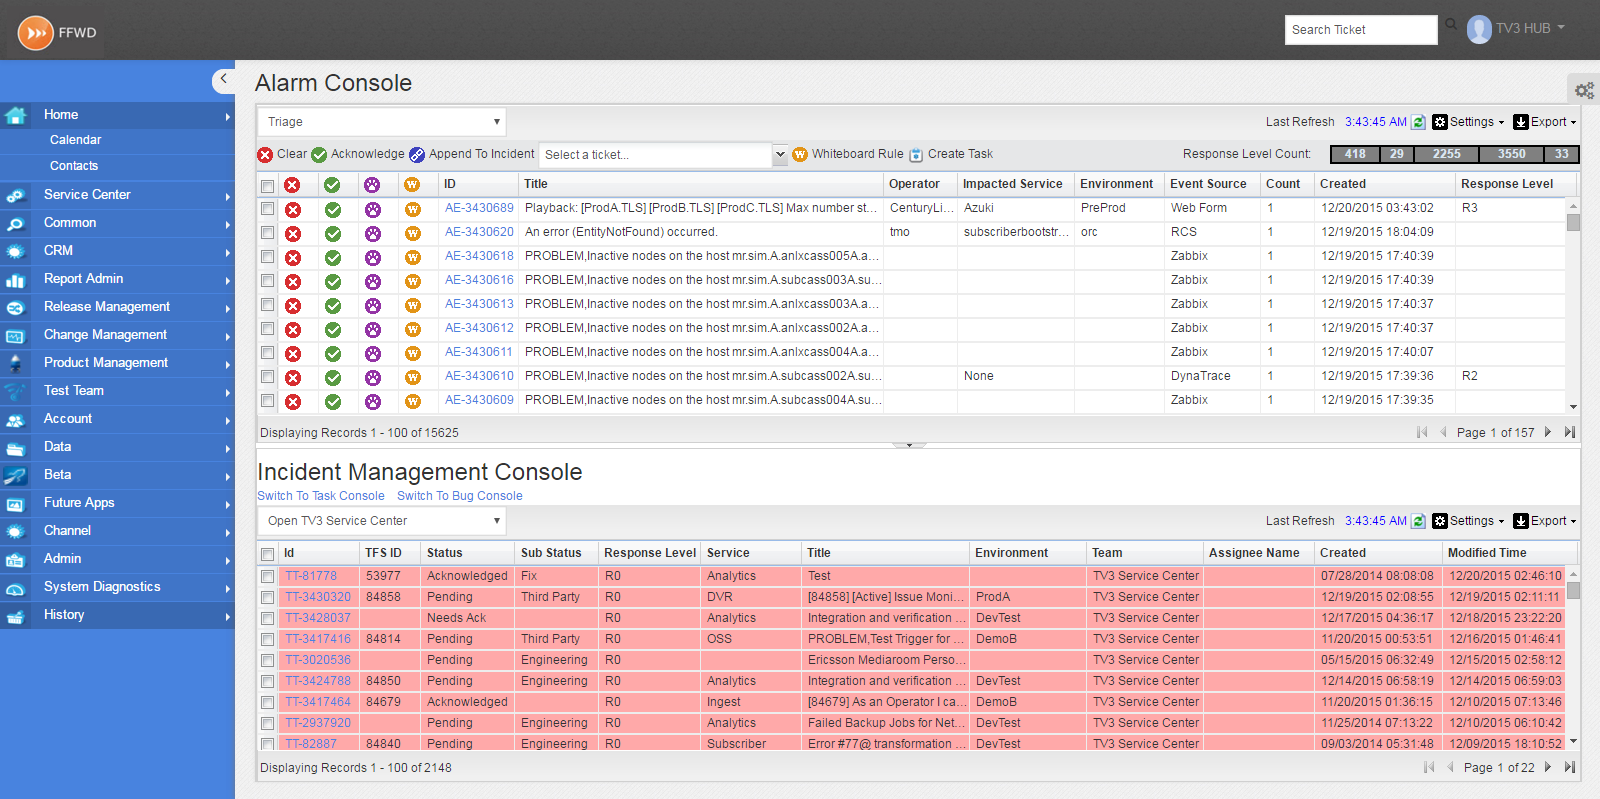 FFWD
Search Ticket
TV3 HUB
Home
Calendar
Contacts
Service Center
Common
CRM
Report Admin
Release Management
Change Management
Product Management
Test Team
Account
Data
Beta
Future Apps
Channel
Admin
System Diagnostics
History
Alarm Console
Triage
Last Refresh 3:43:45 AM Settings Export
Clear Acknowledge Append To Incident Select a ticket... W Whiteboard Rule Create Task Response Level Count: 418 29 2255 3550 33
W ID Title Operator Impacted Service Environment Event Source Count Created Response Level
W AE-3430689 Playback: [ProdA.TLS] [ProdB.TLS] [ProdC.TLS] Max number st... CenturyLi... Azuki PreProd Web Form 1 12/20/2015 03:43:02 R3
W AE-3430620 An error (EntityNotFound) occurred. tmo subscriberbootstr... orc RCS 1 12/19/2015 18:04:09
W AE-3430618 PROBLEM,Inactive nodes on the host mr.sim.A.anlxcass005A.a... Zabbix 1 12/19/2015 17:40:39
W AE-3430616 PROBLEM,Inactive nodes on the host mr.sim.A.subcass003A.su... Zabbix 1 12/19/2015 17:40:39
W AE-3430613 PROBLEM,Inactive nodes on the host mr.sim.A.anlxcass003A.a... Zabbix 1 12/19/2015 17:40:37
W AE-3430612 PROBLEM,Inactive nodes on the host mr.sim.A.anlxcass002A.a... Zabbix 1 12/19/2015 17:40:37
W AE-3430611 PROBLEM,Inactive nodes on the host mr.sim.A.anlxcass004A.a... Zabbix 1 12/19/2015 17:40:07
W AE-3430610 PROBLEM,Inactive nodes on the host mr.sim.A.subcass002A.su... None DynaTrace 1 12/19/2015 17:39:36 R2
W AE-3430609 PROBLEM,Inactive nodes on the host mr.sim.A.subcass004A.su... Zabbix 1 12/19/2015 17:39:35
Displaying Records 1 - 100 of 15625 Page 1 of 157
Incident Management Console
Switch To Task Console Switch To Bug Console
Open TV3 Service Center Last Refresh 3:43:45 AM Settings Export
Id TFS ID Status Sub Status Response Level Service Title Environment Team Assignee Name Created Modified Time
TT-81778 53977 Acknowledged Fix R0 Analytics Test TV3 Service Center 07/28/2014 08:08:08 12/20/2015 02:46:10
TT-3430320 84858 Pending Third Party R0 DVR [84858] [Active] Issue Moni... ProdA TV3 Service Center 12/19/2015 02:08:55 12/19/2015 02:11:11
TT-3428037 Needs Ack R0 Analytics Integration and verification ... DevTest TV3 Service Center 12/17/2015 04:36:17 12/18/2015 23:22:20
TT-3417416 84814 Pending Third Party R0 OSS PROBLEM,Test Trigger for ... DemoB TV3 Service Center 11/20/2015 00:53:51 12/16/2015 01:46:41
TT-3020536 Pending Engineering R0 Ericsson Mediaroom Perso... TV3 Service Center 05/15/2015 06:32:49 12/15/2015 02:58:12
TT-3424788 84850 Pending Engineering R0 Analytics Integration and verification ... DevTest TV3 Service Center 12/14/2015 06:58:19 12/14/2015 06:59:03
TT-3417464 84679 Acknowledged R0 Ingest [84679] As an Operator I ca... DemoB TV3 Service Center 11/20/2015 01:36:15 12/10/2015 07:13:46
TT-2937920 Pending Engineering R0 Analytics Failed Backup Jobs for Net... DevTest TV3 Service Center 11/25/2014 07:13:22 12/10/2015 06:10:42
TT-82887 84840 Pending Engineering R0 Subscriber Error #77@ transformation ... DevTest TV3 Service Center 09/03/2014 05:31:48 12/09/2015 18:10:52
Displaying Records 1 - 100 of 2148 Page 1 of 22